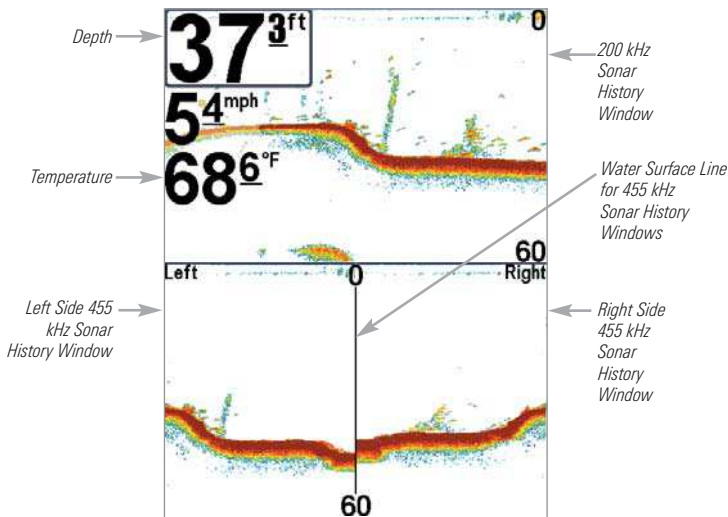 Depth
37 3 ft
0
200 kHz
Sonar
History
Window
5 4 mph
Temperature
68 6 °F
Water Surface Line
for 455 kHz
Sonar History
Windows
60
Left
0
Right
Left Side 455
kHz Sonar
History Window
Right Side
455 kHz
Sonar
History
Window
60